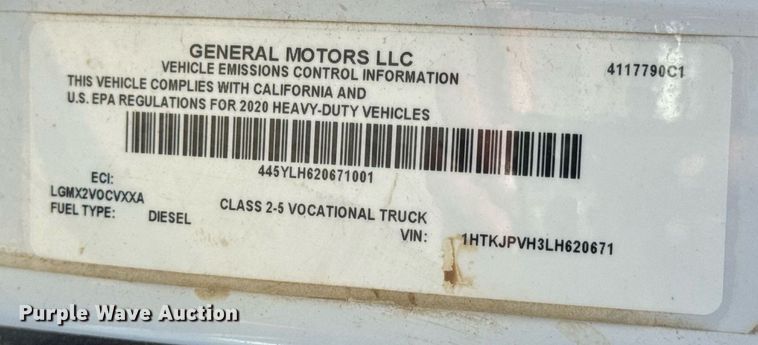 GENERAL MOTORS LLC
VEHICLE EMISSIONS CONTROL INFORMATION
4117790C1
THIS VEHICLE COMPLIES WITH CALIFORNIA AND
U.S. EPA REGULATIONS FOR 2020 HEAVY-DUTY VEHICLES
445YLH620671001
ECI:
LGMX2VOCVXXA
FUEL TYPE: DIESEL
CLASS 2-5 VOCATIONAL TRUCK
VIN: 1HTKJPVH3LH620671
Purple Wave Auction